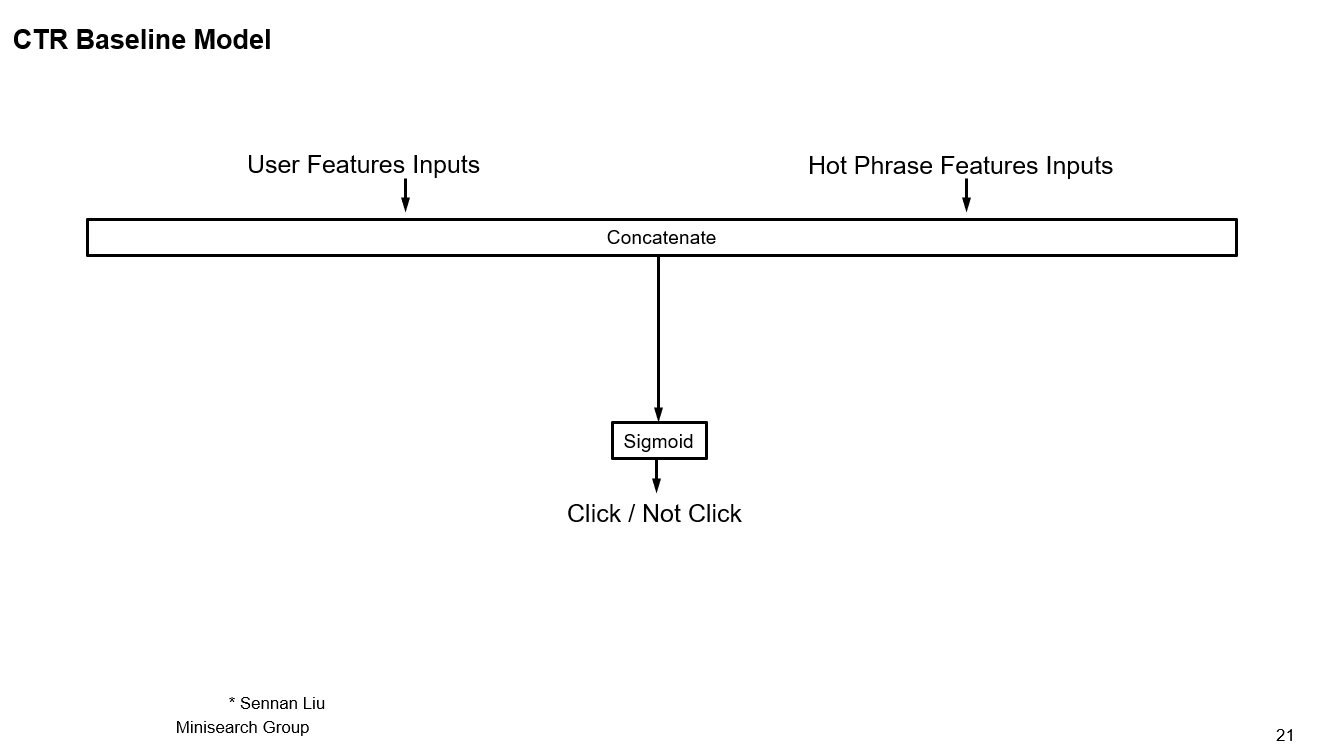 CTR Baseline Model
User Features Inputs
Hot Phrase Features Inputs
Concatenate
Sigmoid
Click / Not Click
* Sennan Liu
Minisearch Group
21